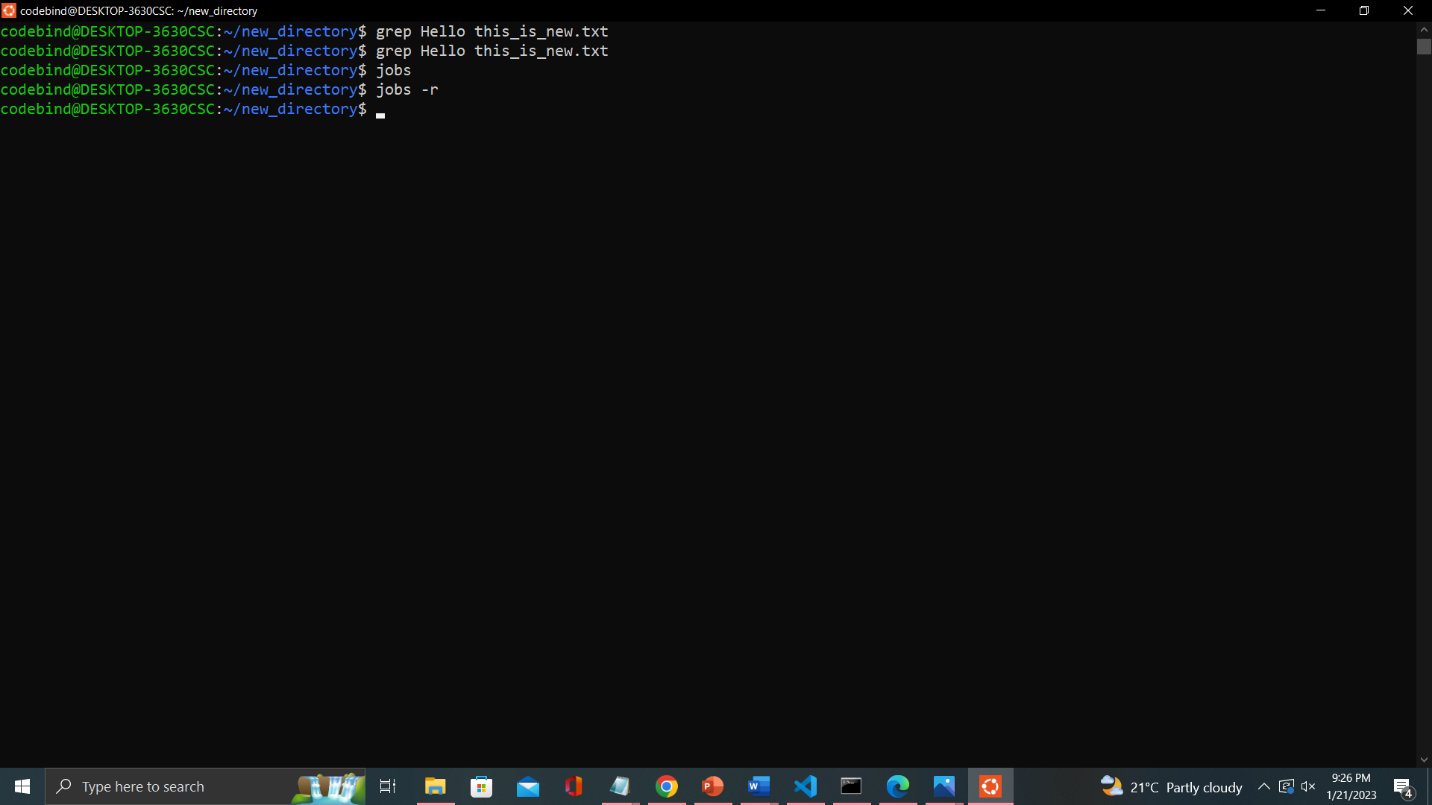 codebind@DESKTOP-3630CSC: ~/new_directory
codebind@DESKTOP-3630CSC:~/new_directory$ grep Hello this_is_new.txt
codebind@DESKTOP-3630CSC:~/new_directory$ grep Hello this_is_new.txt
codebind@DESKTOP-3630CSC:~/new_directory$ jobs
codebind@DESKTOP-3630CSC:~/new_directory$ jobs -r
codebind@DESKTOP-3630CSC:~/new_directory$
Type here to search
21°C Partly cloudy
9:26 PM
1/21/2023
4